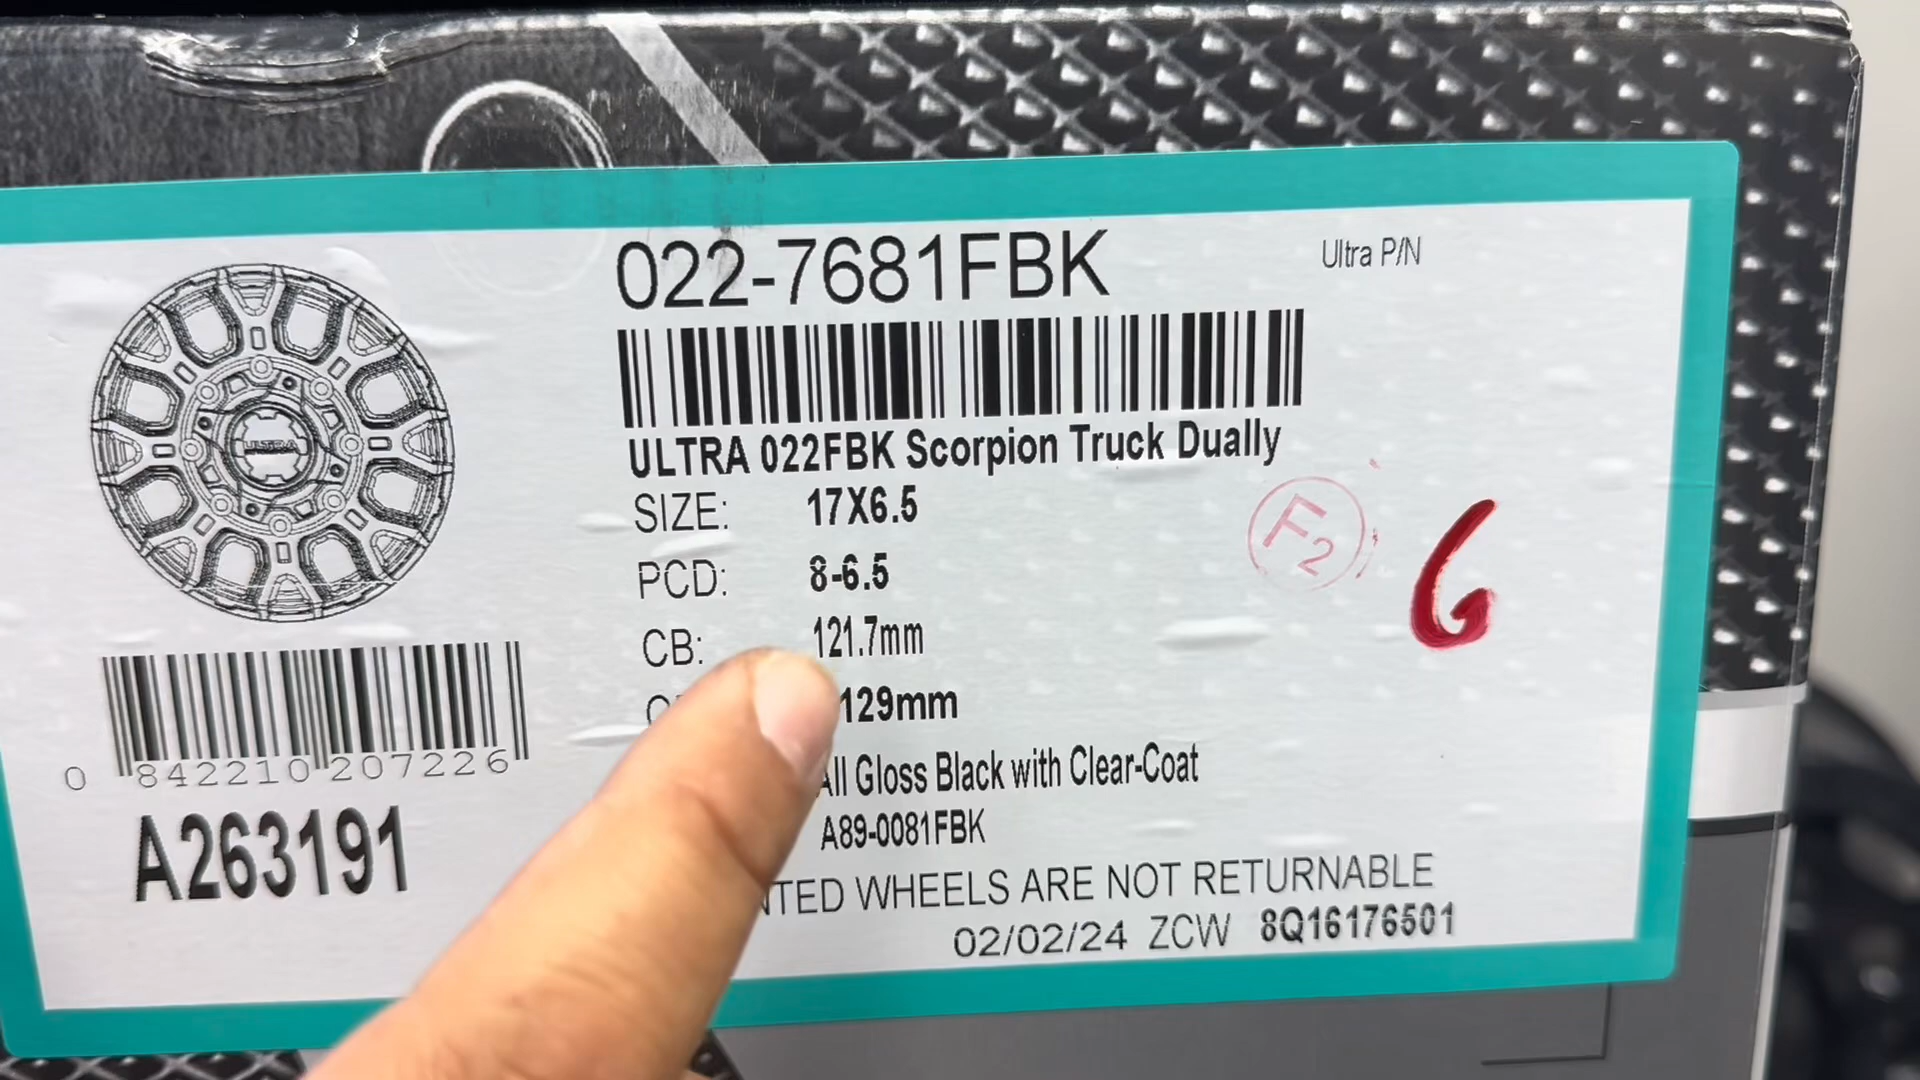 022-7681FBK
Ultra P/N
ULTRA 022FBK Scorpion Truck Dually
SIZE: 17X6.5
PCD: 8-6.5
CB: 121.7mm
129mm
All Gloss Black with Clear-Coat
A89-0081FBK
WHEELS ARE NOT RETURNABLE
02/02/24 ZCW 8Q16176501
F2
6
ULTRA
0 842210 207226
A263191